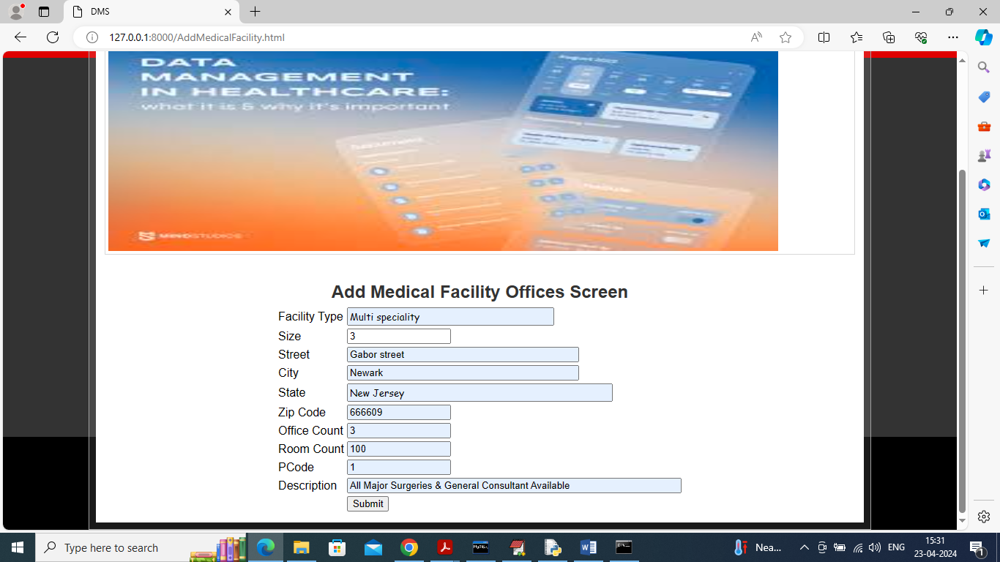 DMS
127.0.0.1:8000/AddMedicalFacility.html
DATA
MANAGEMENT
IN HEALTHCARE:
what it is & why it's important
MINDSTUDIOS
Add Medical Facility Offices Screen
Facility Type Multi speciality
Size 3
Street Gabor street
City Newark
State New Jersey
Zip Code 666609
Office Count 3
Room Count 100
PCode 1
Description All Major Surgeries & General Consultant Available
Submit
Type here to search
Nea...
ENG
15:31
23-04-2024
1